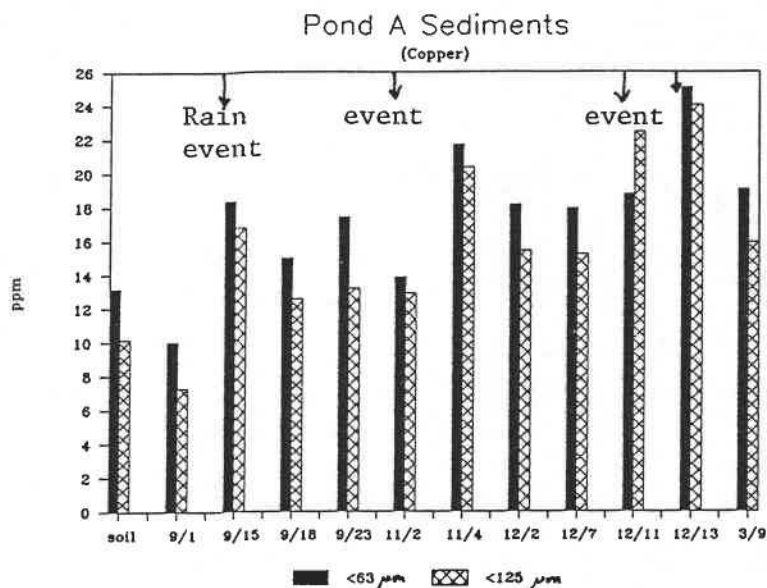 Pond A Sediments
(Copper)
26
24
22
20
18
16
14
12
10
8
6
4
2
0
ppm
Rain event event
event
soil 9/1 9/15 9/18 9/23 11/2 11/4 12/2 12/7 12/11 12/13 3/9
<63 µm <125 µm